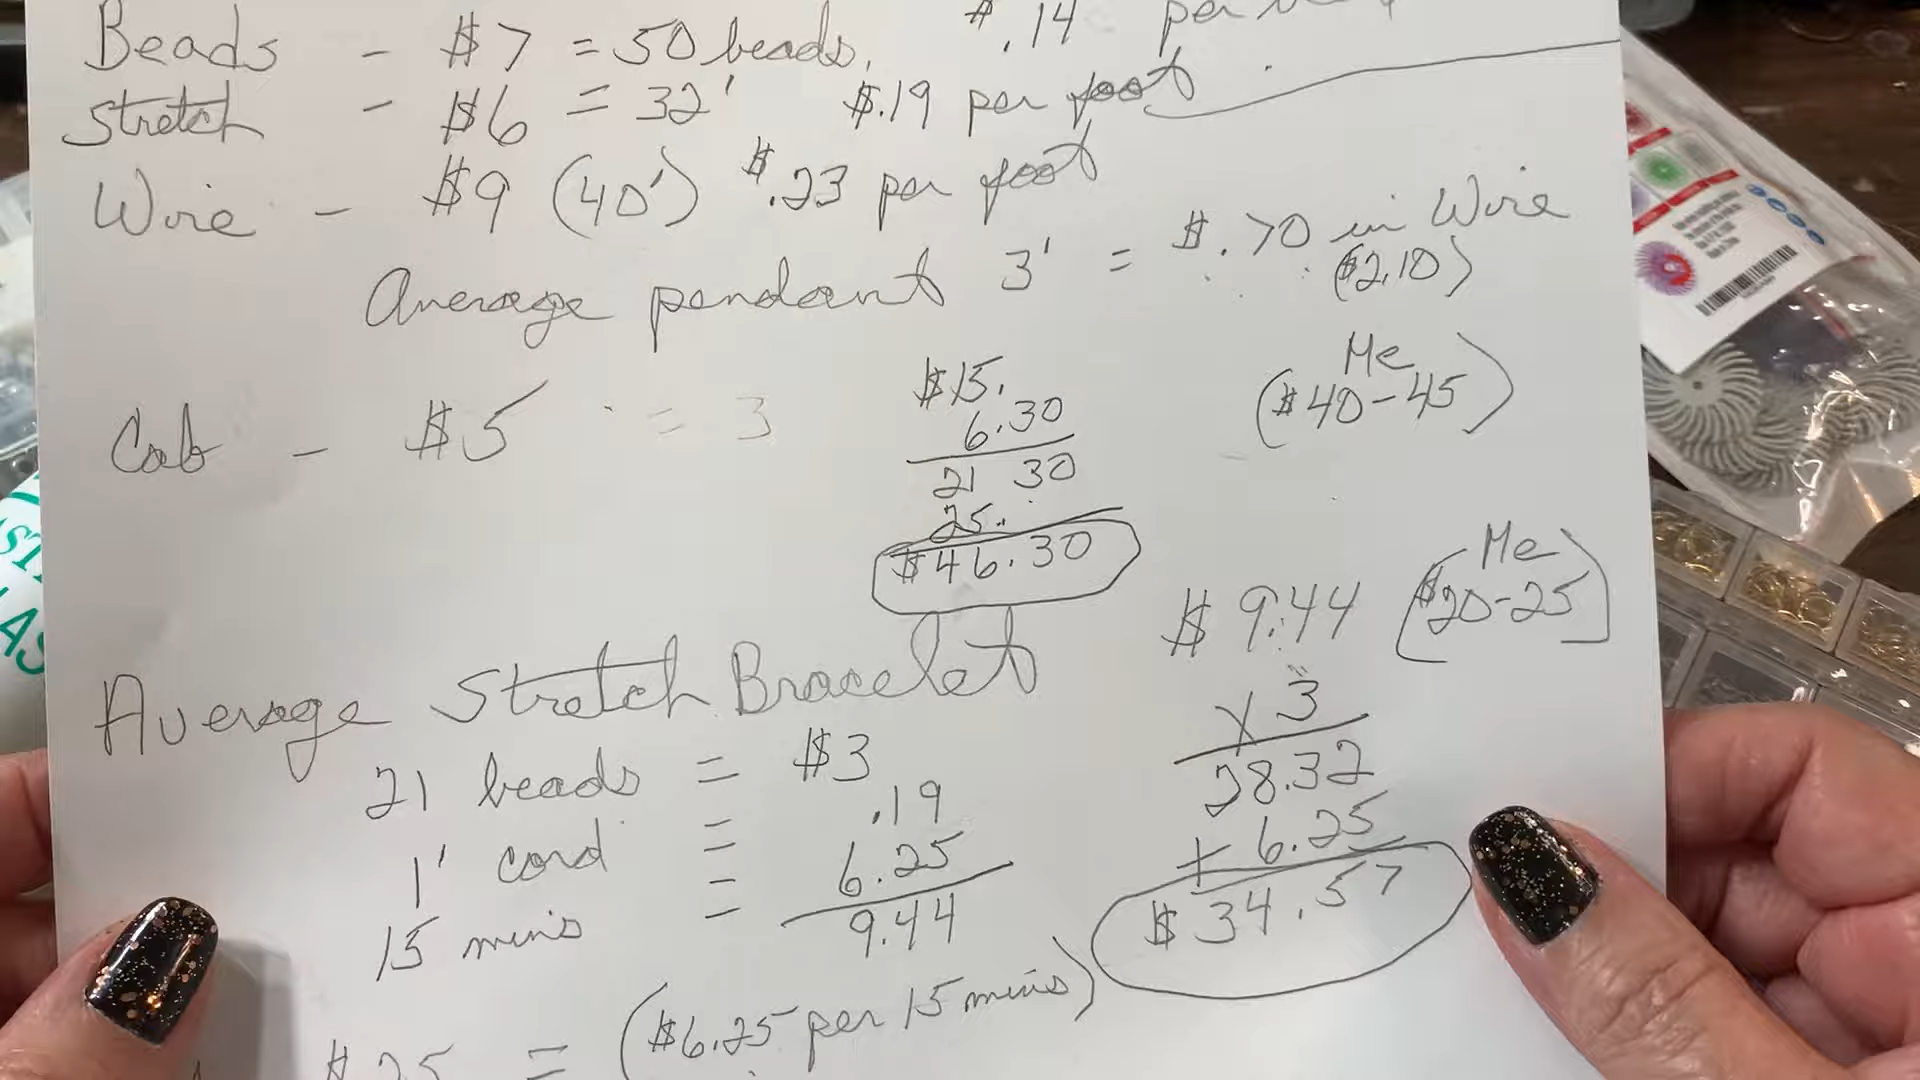 Beads - $7 = 50 beads. $.14 per
Stretch - $6 = 32' $.19 per foot
Wire - $9 (40') $.23 per foot
Average pendant 3' = $.70 in Wire
($2.10)
Cab - $5 = 3
$15.
6.30
21 30
25.
$46.30
Me
($40-45)
Average Stretch Bracelet
21 beads = $3
1' cord = .19
15 mins = 6.25
9.44
$9.44
Me
[$20-25]
x 3
28.32
+ 6.25
$34.57
$25 = ($6.25 per 15 mins)